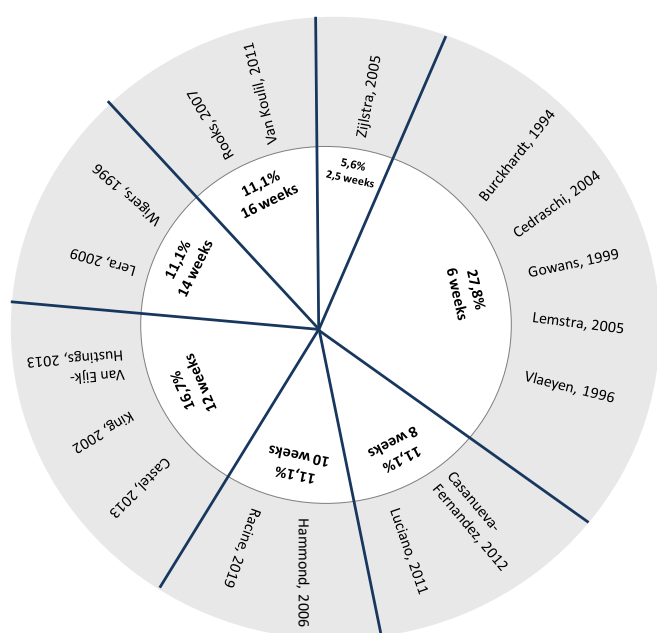 Zijlstra, 2005
5,6%
2,5 weeks
Burckhardt, 1994
Cedraschi, 2004
Gowans, 1999
Lemstra, 2005
Vlaeyen, 1996
27,8%
6 weeks
Casanueva-
Fernandez, 2012
Luciano, 2011
11,1%
8 weeks
Hammond, 2006
Racine, 2019
11,1%
10 weeks
Castel, 2013
King, 2002
Van Eijk-
Hustings, 2013
16,7%
12 weeks
Lera, 2009
Wigers, 1996
11,1%
14 weeks
Rooks, 2007
Van Koulil, 2011
11,1%
16 weeks